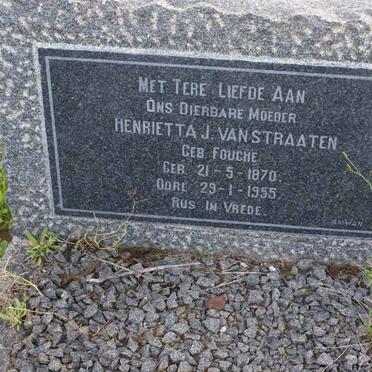 MET TERE LIEFDE AAN
ONS DIERBARE MOEDER
HENRIETTA J. VAN STRAATEN
GEB. FOUCHE
GEB. 21-5-1870.
OORL. 29-1-1955.
RUS IN VREDE.